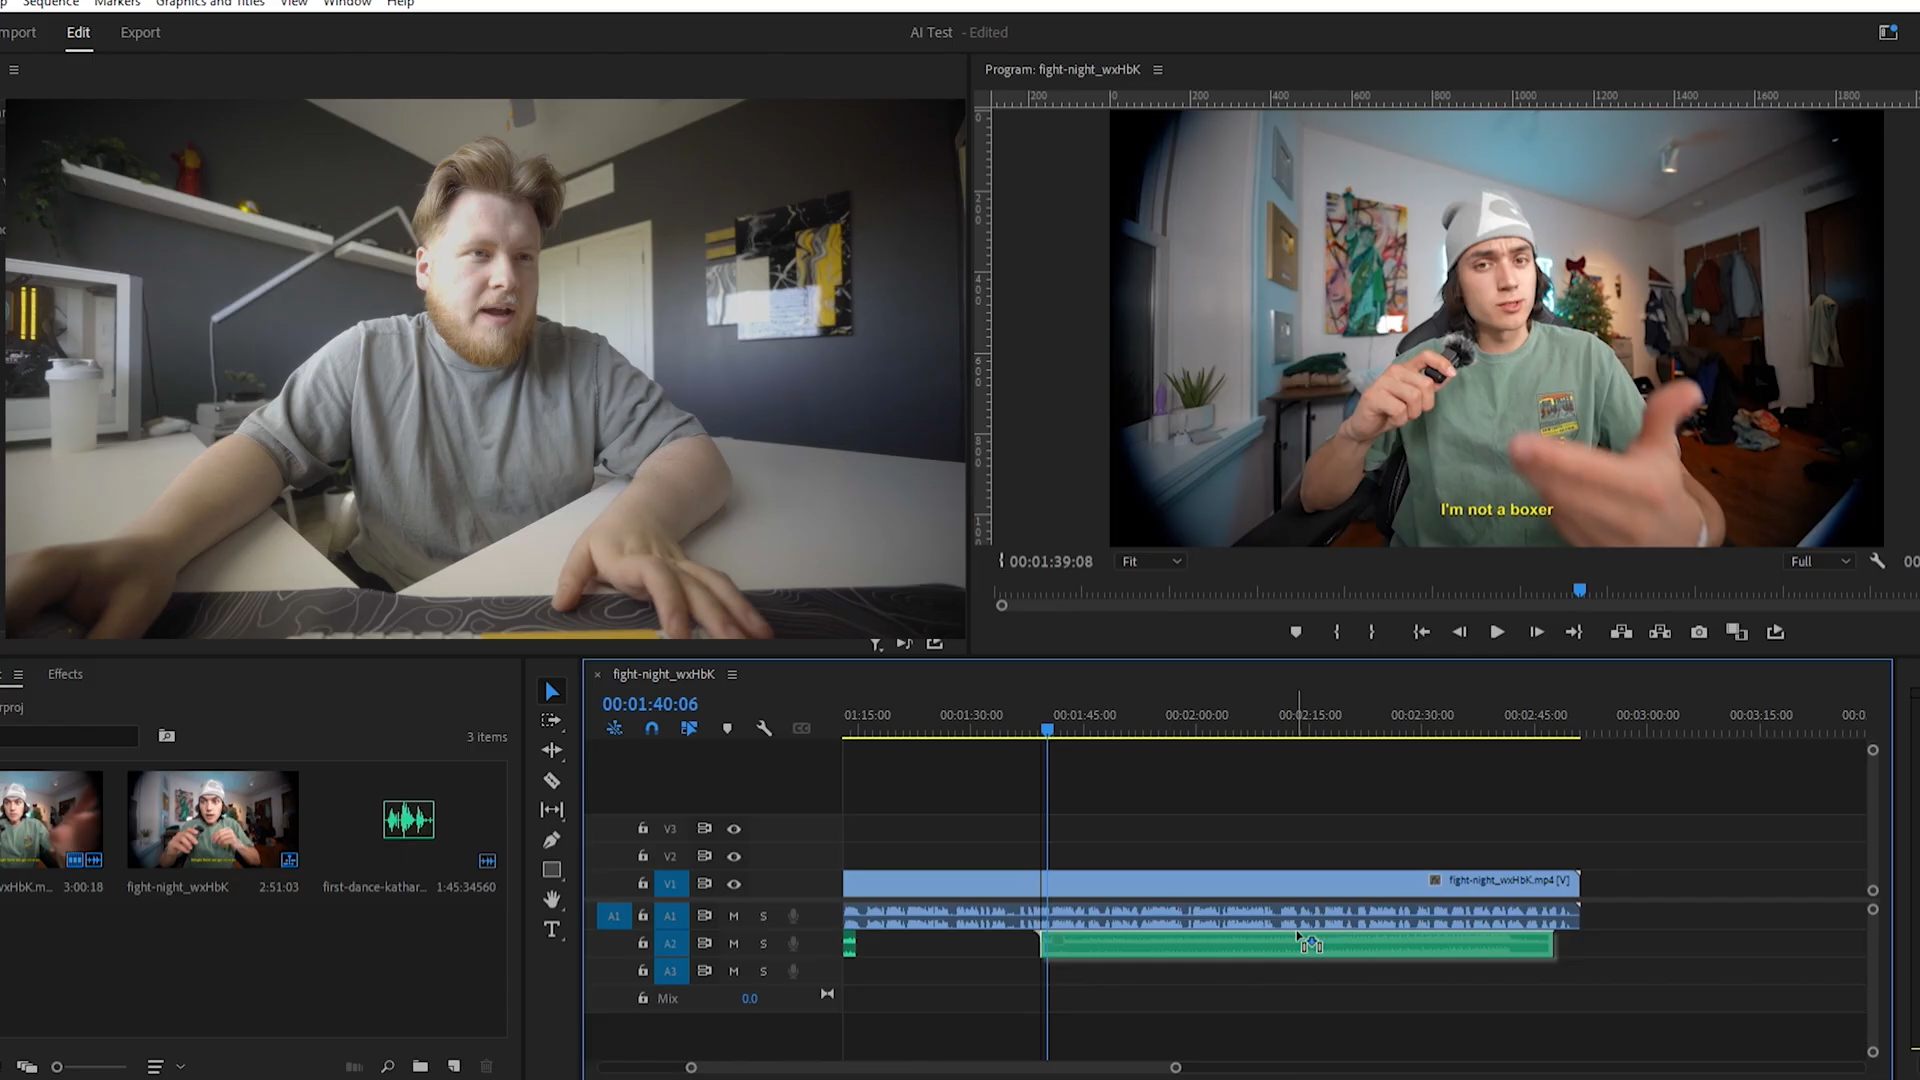 Sequence Markers Graphics and Titles View Window Help
Edit Export
AI Test - Edited
Program: fight-night_wxHbK
200 0 200 400 600 800 1000 1200 1400 1600 1800
I'm not a boxer
00:01:39:08 Fit Full 00
Effects
rproj
3 items
wxHbK.m... 3:00:18 fight-night_wxHbK 2:51:03 first-dance-kathar... 1:45:34560
fight-night_wxHbK
00:01:40:06
01:15:00 00:01:30:00 00:01:45:00 00:02:00:00 00:02:15:00 00:02:30:00 00:02:45:00 00:03:00:00 00:03:15:00 00:0
V3
V2
V1 fight-night_wxHbK.mp4 [V]
A1 A1 M S
A2 M S
A3 M S
Mix 0.0